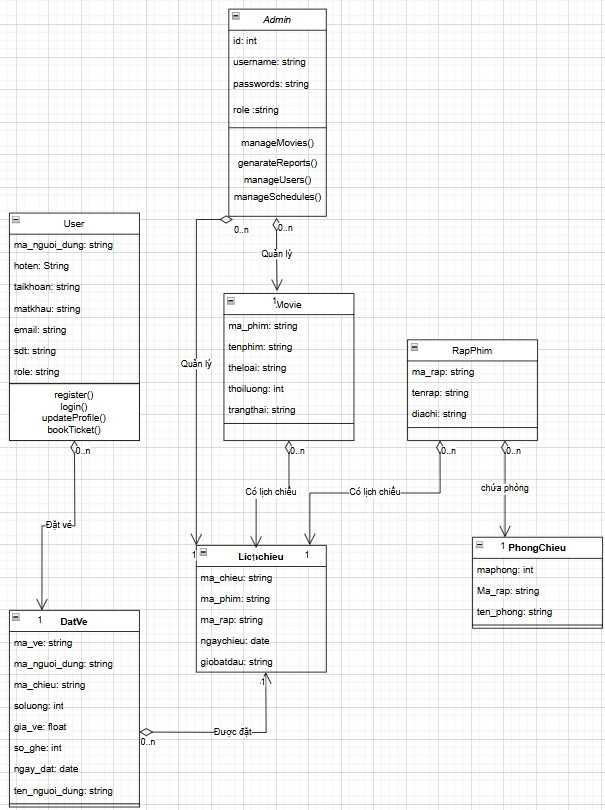 Admin
id: int
username: string
passwords: string
role :string
manageMovies()
genarateReports()
manageUsers()
manageSchedules()
0..n
0..n
Quản lý
User
ma_nguoi_dung: string
hoten: String
taikhoan: string
matkhau: string
email: string
sdt: string
role: string
register()
login()
updateProfile()
bookTicket()
0..n
Quản lý
1
Movie
ma_phim: string
tenphim: string
theloai: string
thoiluong: int
trangthai: string
0..n
RapPhim
ma_rap: string
tenrap: string
diachi: string
0..n
0..n
Có lịch chiếu
Có lịch chiếu
chứa phòng
Đặt vé
1
1
Lichchieu
ma_chieu: string
ma_phim: string
ma_rap: string
ngaychieu: date
giobatdau: string
1
1
PhongChieu
maphong: int
Ma_rap: string
ten_phong: string
1
DatVe
ma_ve: string
ma_nguoi_dung: string
ma_chieu: string
soluong: int
gia_ve: float
so_ghe: int
ngay_dat: date
ten_nguoi_dung: string
0..n
Được đặt